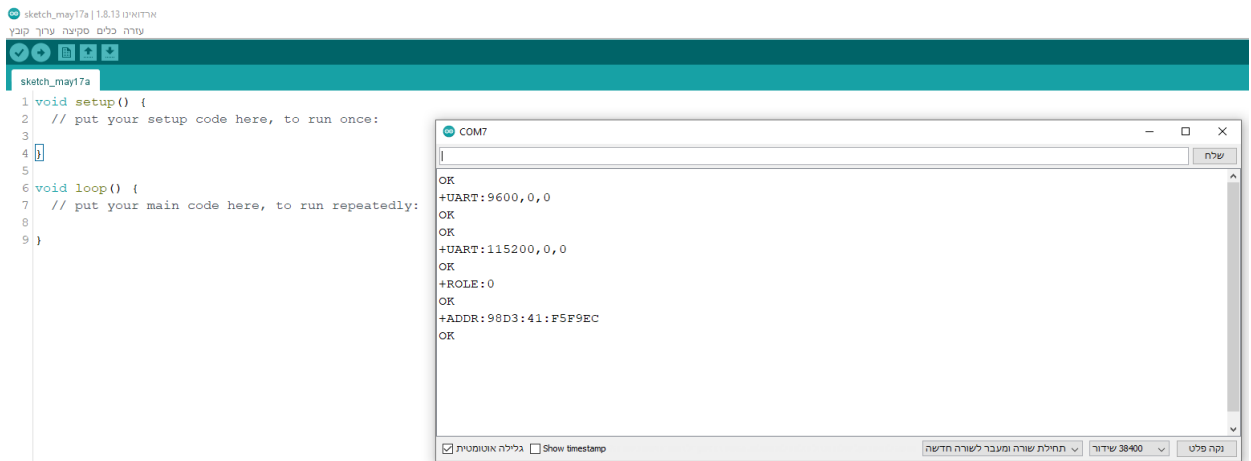 sketch_may17a | 1.8.13 ארדואינו
קובץ ערוך סקיצה כלים עזרה
sketch_may17a
1 void setup() {
2 // put your setup code here, to run once:
3
4 }
5
6 void loop() {
7 // put your main code here, to run repeatedly:
8
9 }
COM7
שלח
OK
+UART:9600,0,0
OK
OK
+UART:115200,0,0
OK
+ROLE:0
OK
+ADDR:98D3:41:F5F9EC
OK
גלילה אוטומטית Show timestamp תחילת שורה ומעבר לשורה חדשה 38400 שידור נקה פלט